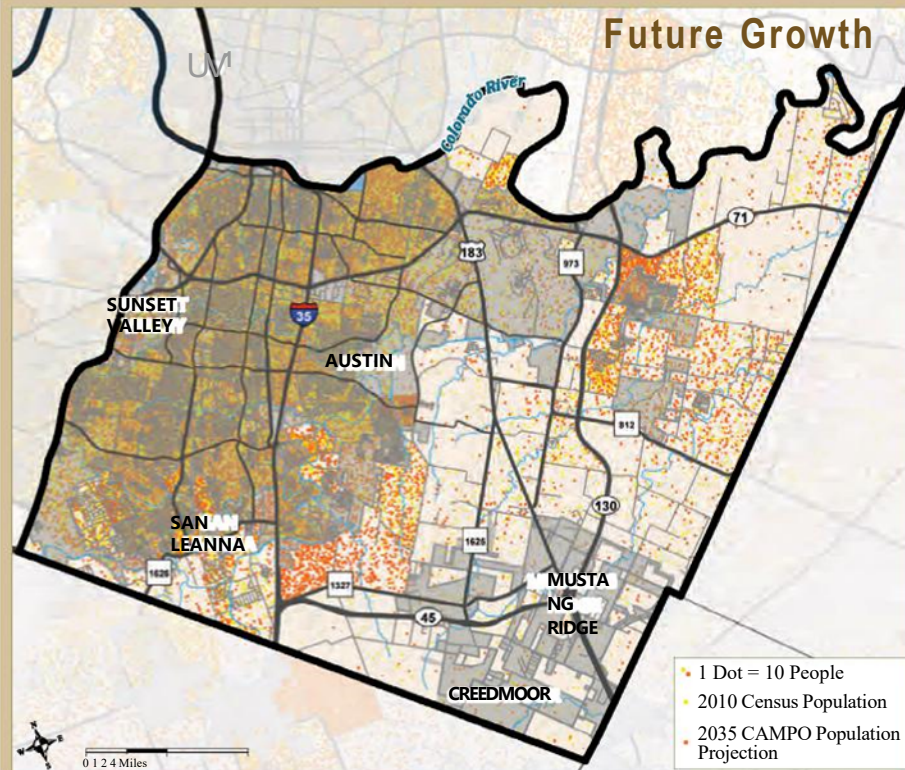 Future Growth
Colorado River
71
183
973
SUNSET
VALLEY
35
AUSTIN
812
130
SAN
LEANNA
1626
1625
1327
MUSTA
NG
RIDGE
45
CREEDMOOR
1 Dot = 10 People
2010 Census Population
2035 CAMPO Population
Projection
N
W E
S
0 1 2 4 Miles